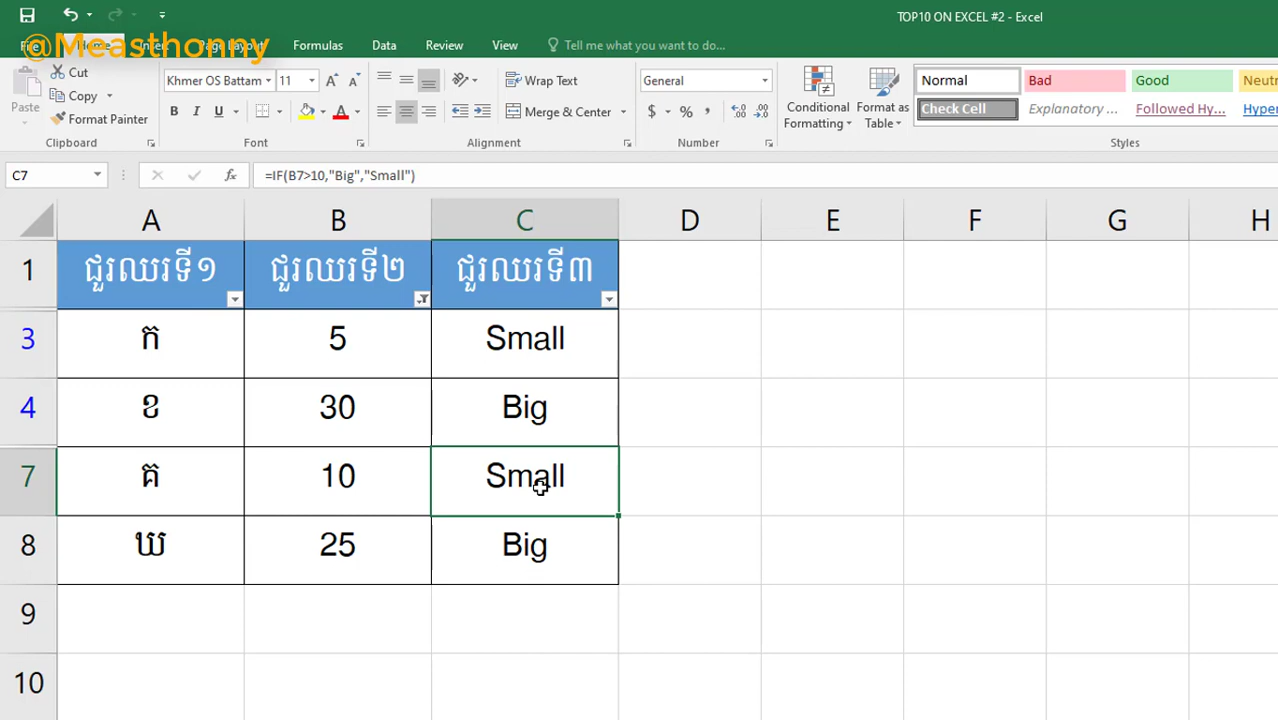 TOP10 ON EXCEL #2 - Excel
@Measthonny
Formulas Data Review View Tell me what you want to do...
Cut
Copy
Format Painter
Paste
Clipboard
Khmer OS Battam 11
B I U
Font
Wrap Text
Merge & Center
Alignment
General
$ %
Number
Conditional Formatting
Format as Table
Normal Bad Good Neutr
Check Cell Explanatory ... Followed Hy... Hyper
Styles
C7 fx =IF(B7>10,"Big","Small")
A B C D E F G H
1 ជួរឈរទី១ ជួរឈរទី២ ជួរឈរទី៣
3 ក 5 Small
4 ខ 30 Big
7 គ 10 Small
8 ឃ 25 Big
9
10